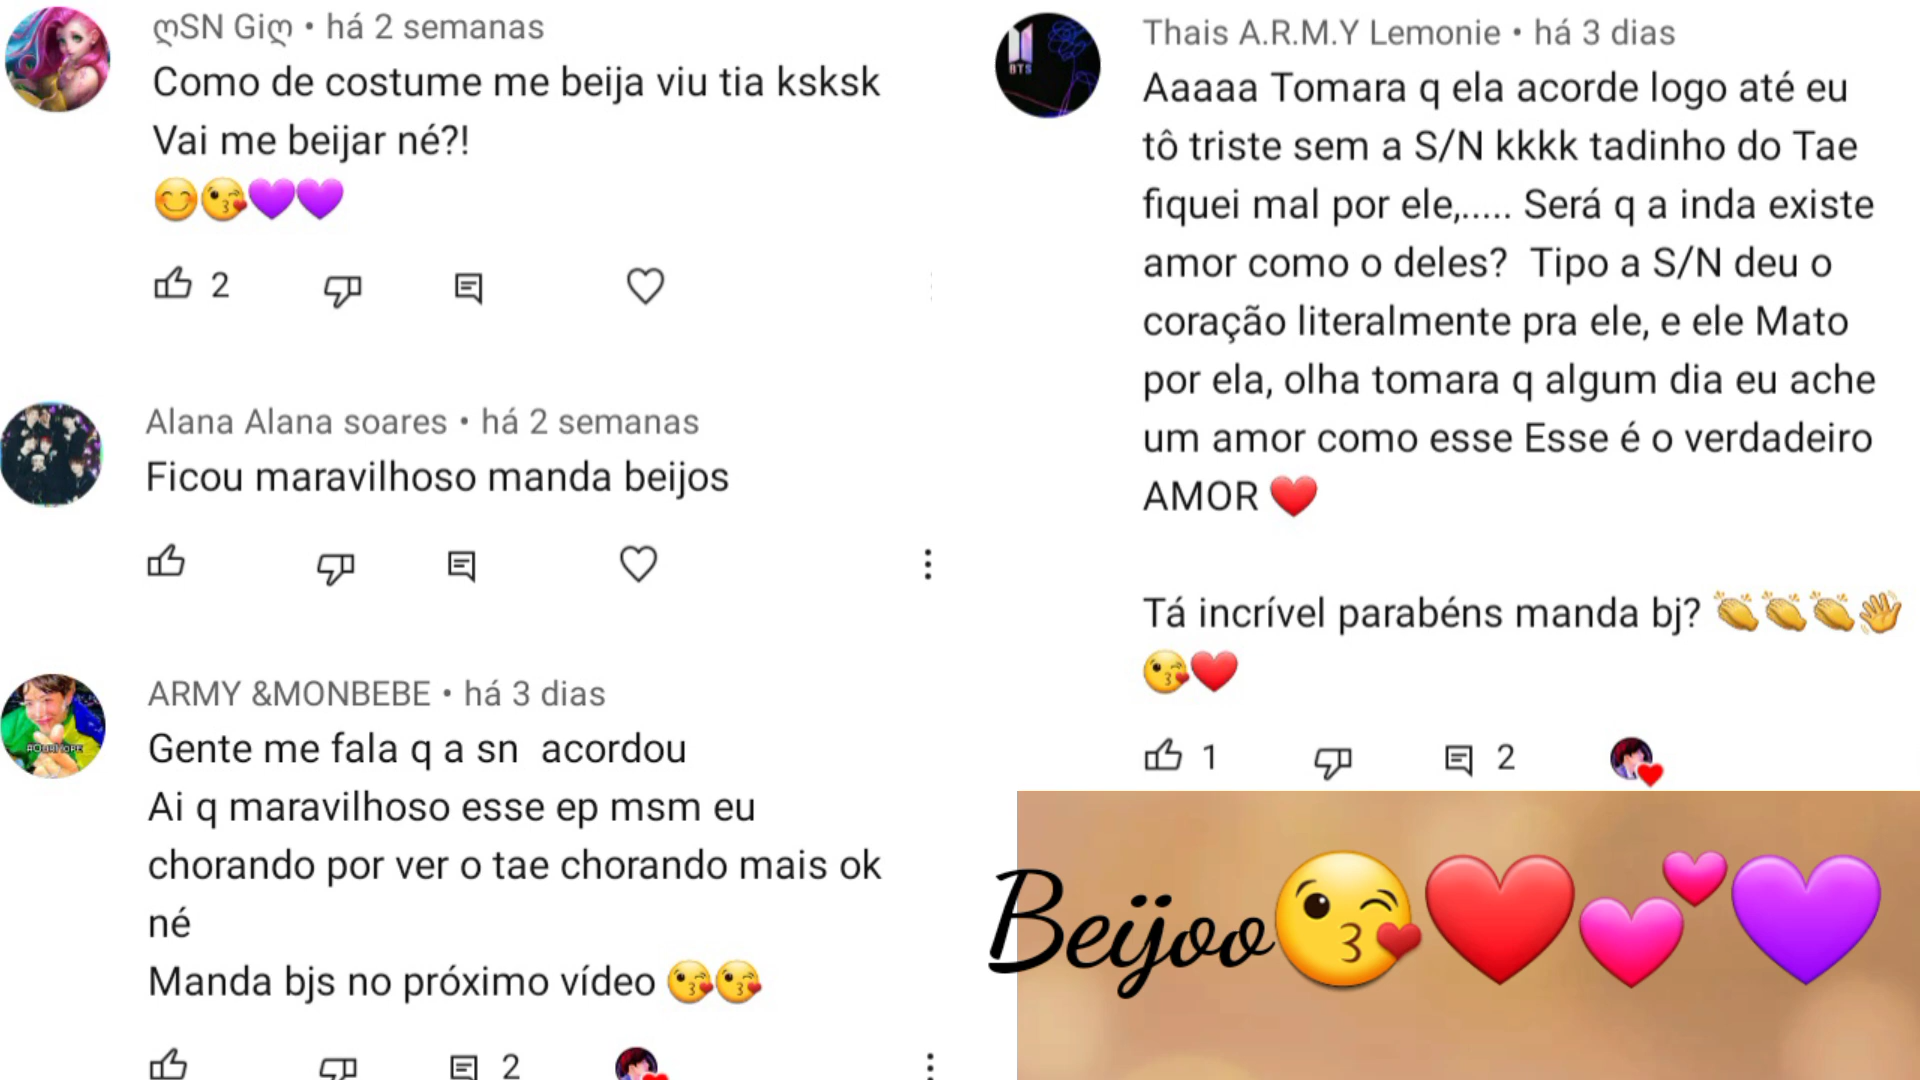 ღSN Giღ • há 2 semanas
Como de costume me beija viu tia ksksk
Vai me beijar né?!
😊😘💜💜
2
Alana Alana soares • há 2 semanas
Ficou maravilhoso manda beijos
ARMY &MONBEBE • há 3 dias
Gente me fala q a sn  acordou
Ai q maravilhoso esse ep msm eu
chorando por ver o tae chorando mais ok
né
Manda bjs no próximo vídeo 😘😘
2
BTS
Thais A.R.M.Y Lemonie • há 3 dias
Aaaaa Tomara q ela acorde logo até eu
tô triste sem a S/N kkkk tadinho do Tae
fiquei mal por ele,..... Será q a inda existe
amor como o deles?  Tipo a S/N deu o
coração literalmente pra ele, e ele Mato
por ela, olha tomara q algum dia eu ache
um amor como esse Esse é o verdadeiro
AMOR ❤️
Tá incrível parabéns manda bj? 👏👏👏👋
😘❤️
1 2
Beijoo😘❤️💕💜